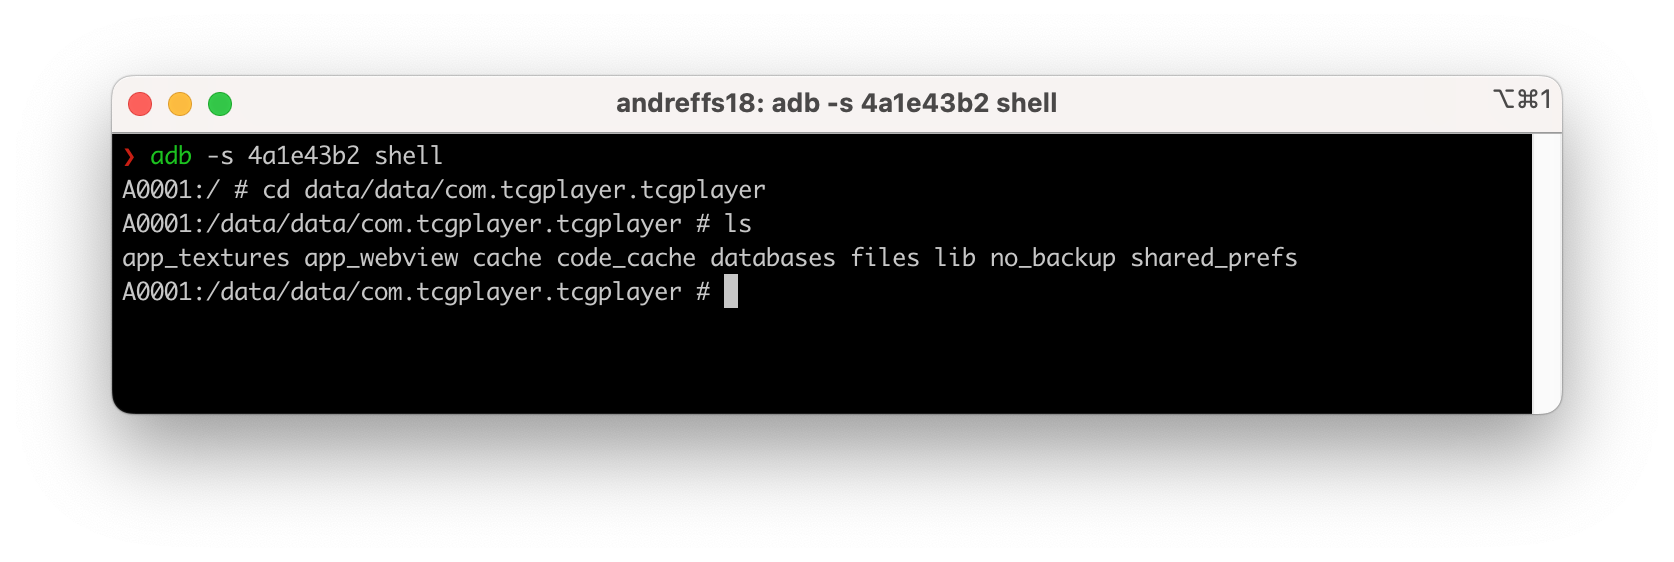 andreffs18: adb -s 4a1e43b2 shell
⌥⌘1
❯ adb -s 4a1e43b2 shell
A0001:/ # cd data/data/com.tcgplayer.tcgplayer
A0001:/data/data/com.tcgplayer.tcgplayer # ls
app_textures app_webview cache code_cache databases files lib no_backup shared_prefs
A0001:/data/data/com.tcgplayer.tcgplayer #